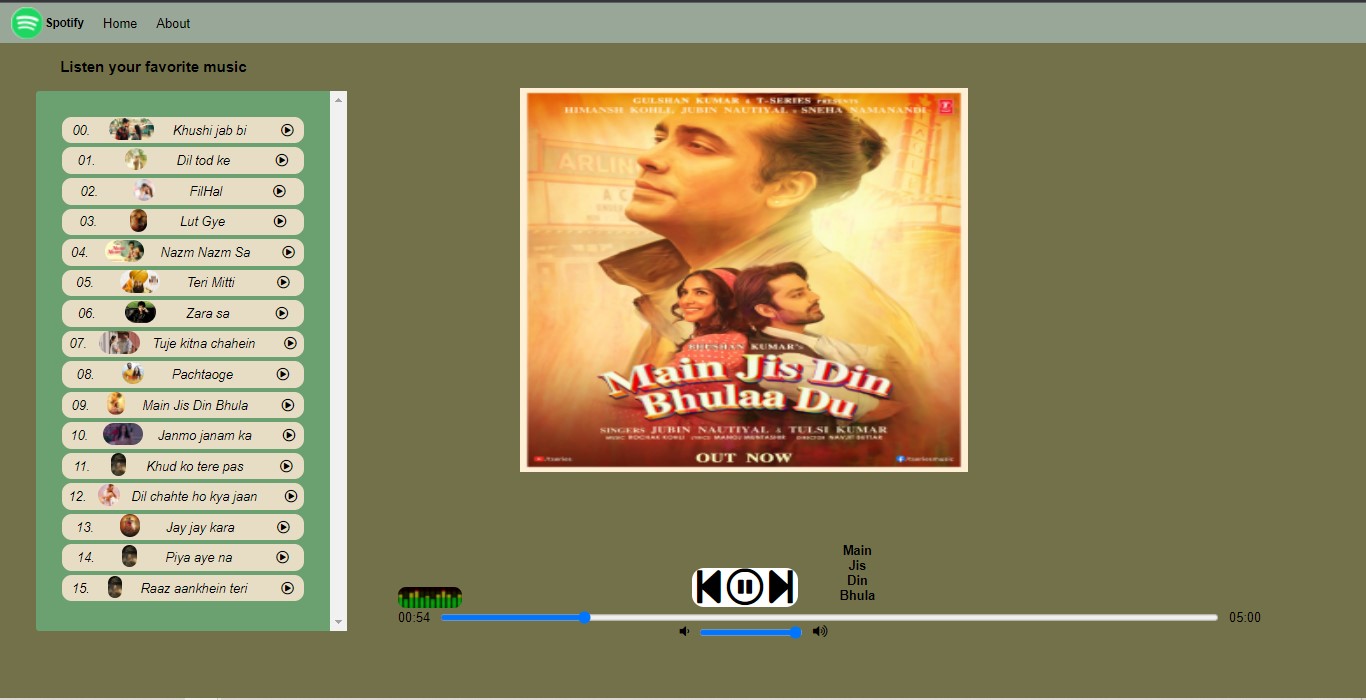 Spotify Home About
Listen your favorite music
00. Khushi jab bi
01. Dil tod ke
02. FilHal
03. Lut Gye
04. Nazm Nazm Sa
05. Teri Mitti
06. Zara sa
07. Tuje kitna chahein
08. Pachtaoge
09. Main Jis Din Bhula
10. Janmo janam ka
11. Khud ko tere pas
12. Dil chahte ho kya jaan
13. Jay jay kara
14. Piya aye na
15. Raaz aankhein teri
GULSHAN KUMAR & T-SERIES PRESENTS
HIMANSH KOHLI, JUBIN NAUTIYAL & SNEHA NAMANANDI
ARLIN
BHUSHAN KUMAR'S
Main Jis Din
Bhulaa Du
SINGERS JUBIN NAUTIYAL & TULSI KUMAR
MUSIC ROCHAK KOHLI LYRICS MANOJ MUNTASHIR DIRECTOR NAVJIT BUTTAR
OUT NOW
/tseries
/tseriesmusic
Main
Jis
Din
Bhula
00:54
05:00